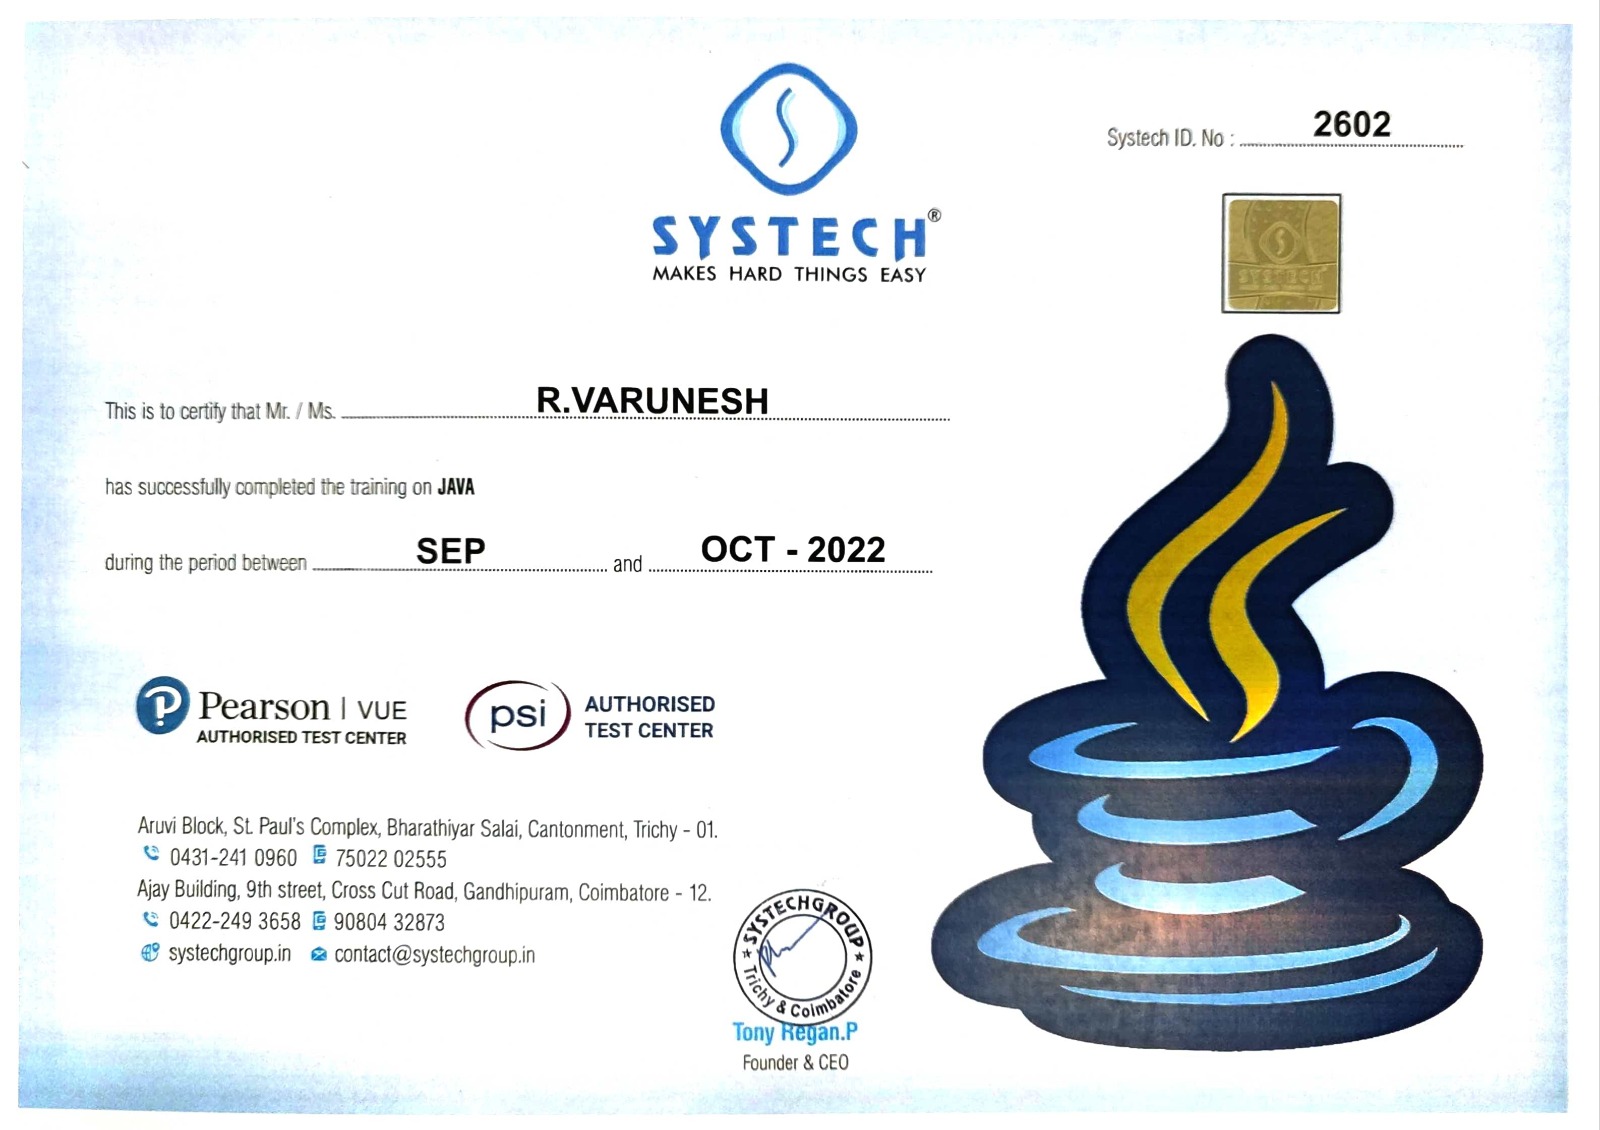 Systech ID. No : 2602
SYSTECH®
MAKES HARD THINGS EASY
SYSTECH
This is to certify that Mr. / Ms. R.VARUNESH
has successfully completed the training on JAVA
during the period between SEP and OCT - 2022
Pearson | VUE
AUTHORISED TEST CENTER
psi
AUTHORISED
TEST CENTER
Aruvi Block, St. Paul's Complex, Bharathiyar Salai, Cantonment, Trichy - 01.
0431-241 0960 75022 02555
Ajay Building, 9th street, Cross Cut Road, Gandhipuram, Coimbatore - 12.
0422-249 3658 90804 32873
systechgroup.in contact@systechgroup.in
SYSTECHGROUP
Trichy & Coimbatore
Tony Regan.P
Founder & CEO